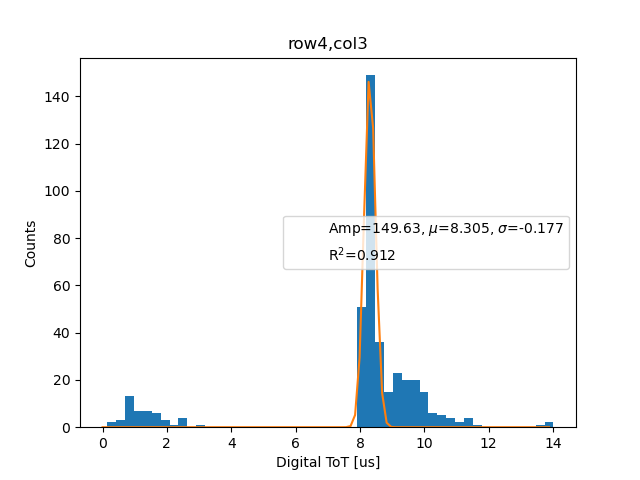 row4,col3
140
120
100
80
60
40
20
0
Counts
Amp=149.63, μ=8.305, σ=-0.177
R²=0.912
0 2 4 6 8 10 12 14
Digital ToT [us]